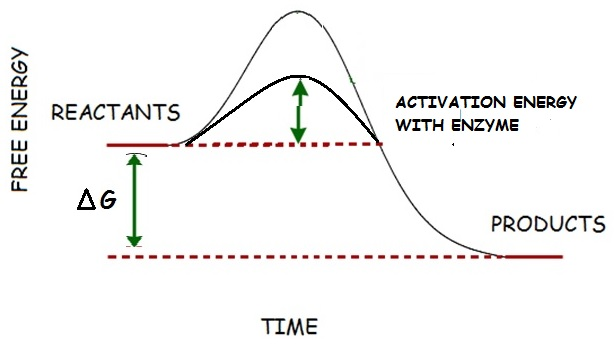 FREE ENERGY
REACTANTS
ACTIVATION ENERGY
WITH ENZYME
ΔG
PRODUCTS
TIME